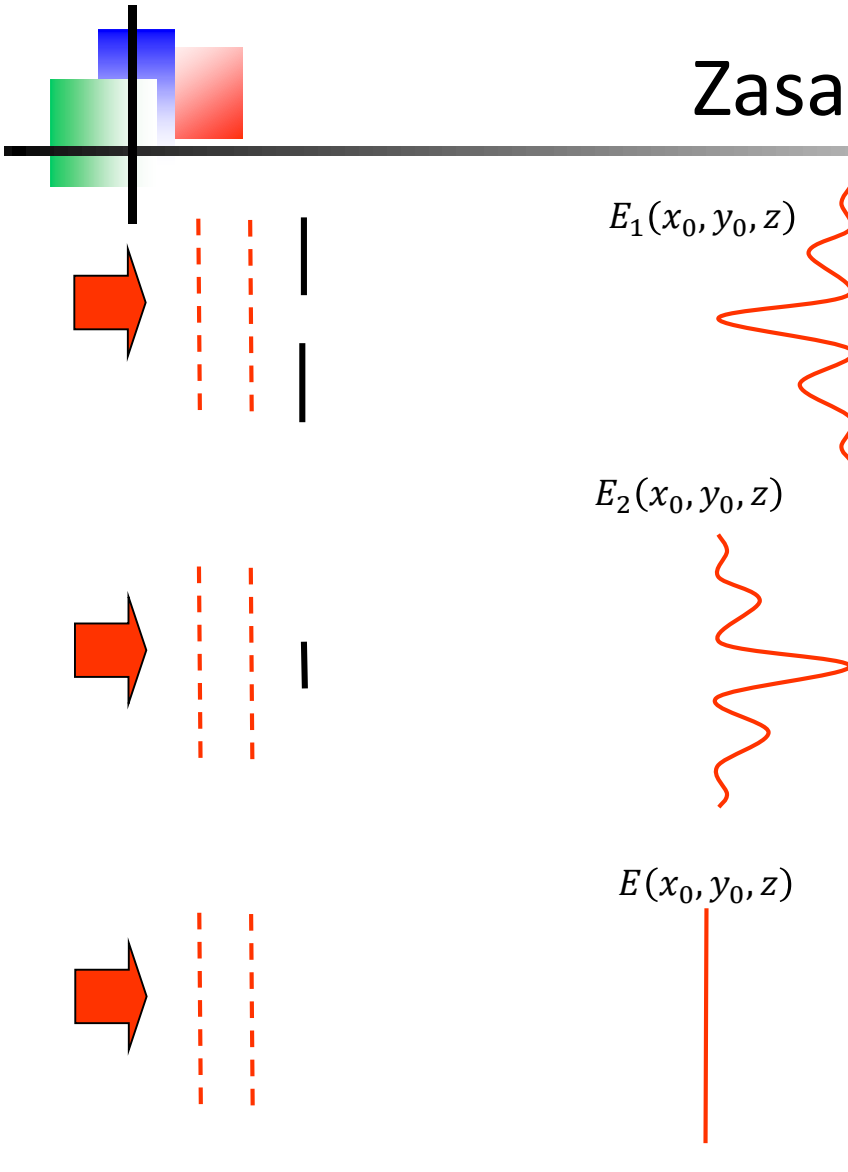 Zasa
E₁(x₀, y₀, z)
E₂(x₀, y₀, z)
E(x₀, y₀, z)